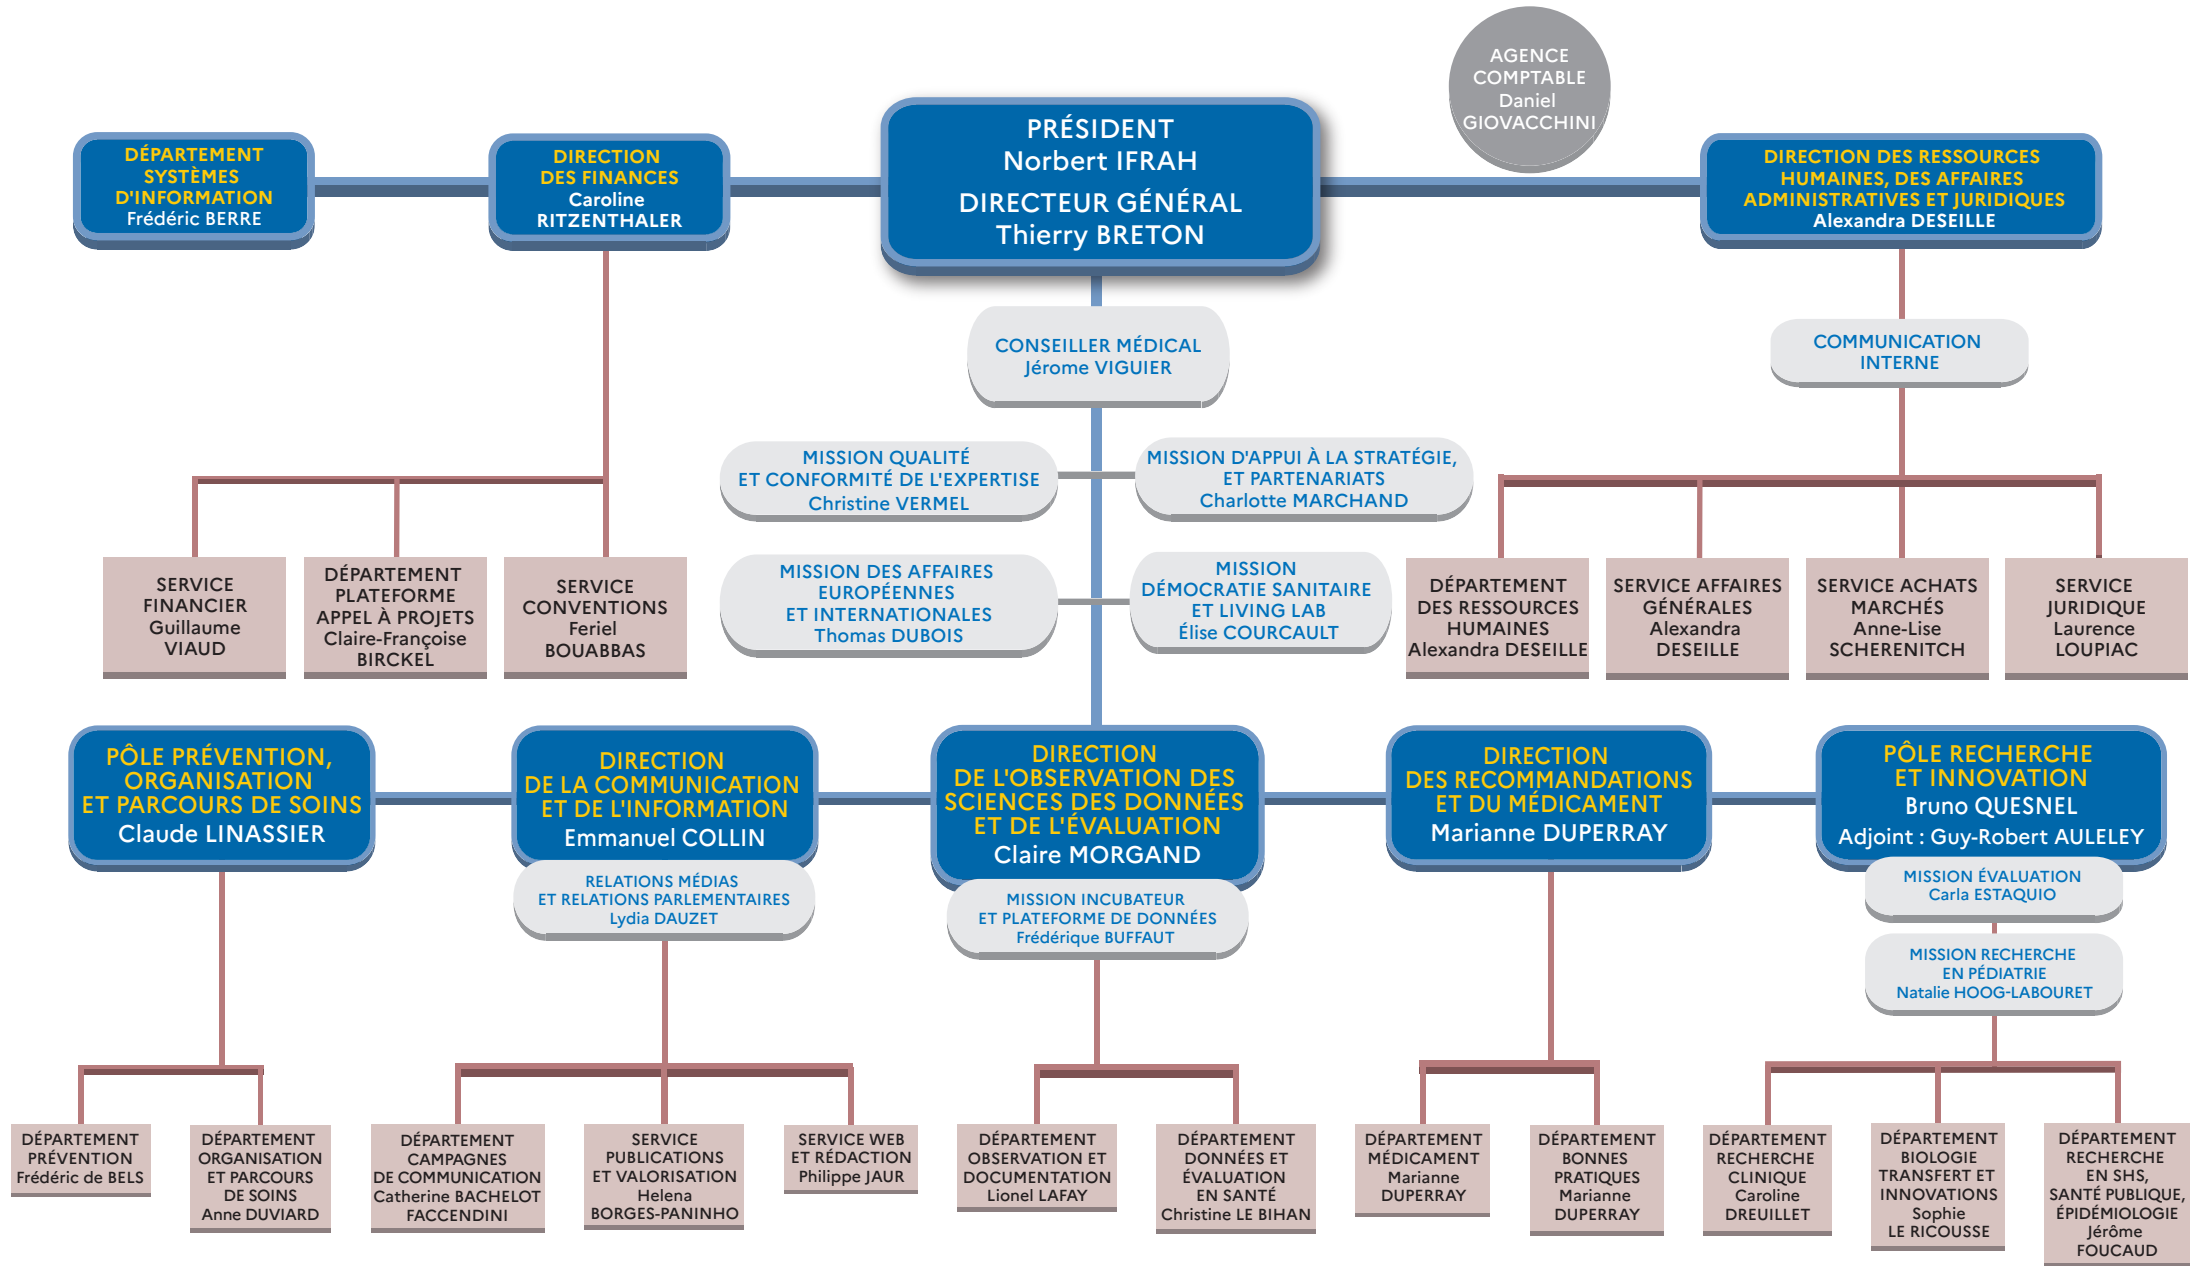 AGENCE
COMPTABLE
Daniel
GIOVACCHINI
PRÉSIDENT
Norbert IFRAH
DIRECTEUR GÉNÉRAL
Thierry BRETON
DÉPARTEMENT
SYSTÈMES
D'INFORMATION
Frédéric BERRE
DIRECTION
DES FINANCES
Caroline
RITZENTHALER
DIRECTION DES RESSOURCES
HUMAINES, DES AFFAIRES
ADMINISTRATIVES ET JURIDIQUES
Alexandra DESEILLE
CONSEILLER MÉDICAL
Jérome VIGUIER
COMMUNICATION
INTERNE
MISSION QUALITÉ
ET CONFORMITÉ DE L'EXPERTISE
Christine VERMEL
MISSION D'APPUI À LA STRATÉGIE,
ET PARTENARIATS
Charlotte MARCHAND
MISSION DES AFFAIRES
EUROPÉENNES
ET INTERNATIONALES
Thomas DUBOIS
MISSION
DÉMOCRATIE SANITAIRE
ET LIVING LAB
Élise COURCAULT
SERVICE
FINANCIER
Guillaume
VIAUD
DÉPARTEMENT
PLATEFORME
APPEL À PROJETS
Claire-Françoise
BIRCKEL
SERVICE
CONVENTIONS
Feriel
BOUABBAS
DÉPARTEMENT
DES RESSOURCES
HUMAINES
Alexandra DESEILLE
SERVICE AFFAIRES
GÉNÉRALES
Alexandra
DESEILLE
SERVICE ACHATS
MARCHÉS
Anne-Lise
SCHERENITCH
SERVICE
JURIDIQUE
Laurence
LOUPIAC
PÔLE PRÉVENTION,
ORGANISATION
ET PARCOURS DE SOINS
Claude LINASSIER
DIRECTION
DE LA COMMUNICATION
ET DE L'INFORMATION
Emmanuel COLLIN
RELATIONS MÉDIAS
ET RELATIONS PARLEMENTAIRES
Lydia DAUZET
DIRECTION
DE L'OBSERVATION DES
SCIENCES DES DONNÉES
ET DE L'ÉVALUATION
Claire MORGAND
MISSION INCUBATEUR
ET PLATEFORME DE DONNÉES
Frédérique BUFFAUT
DIRECTION
DES RECOMMANDATIONS
ET DU MÉDICAMENT
Marianne DUPERRAY
PÔLE RECHERCHE
ET INNOVATION
Bruno QUESNEL
Adjoint : Guy-Robert AULELEY
MISSION ÉVALUATION
Carla ESTAQUIO
MISSION RECHERCHE
EN PÉDIATRIE
Natalie HOOG-LABOURET
DÉPARTEMENT
PRÉVENTION
Frédéric de BELS
DÉPARTEMENT
ORGANISATION
ET PARCOURS
DE SOINS
Anne DUVIARD
DÉPARTEMENT
CAMPAGNES
DE COMMUNICATION
Catherine BACHELOT
FACCENDINI
SERVICE
PUBLICATIONS
ET VALORISATION
Helena
BORGES-PANINHO
SERVICE WEB
ET RÉDACTION
Philippe JAUR
DÉPARTEMENT
OBSERVATION ET
DOCUMENTATION
Lionel LAFAY
DÉPARTEMENT
DONNÉES ET
ÉVALUATION
EN SANTÉ
Christine LE BIHAN
DÉPARTEMENT
MÉDICAMENT
Marianne
DUPERRAY
DÉPARTEMENT
BONNES
PRATIQUES
Marianne
DUPERRAY
DÉPARTEMENT
RECHERCHE
CLINIQUE
Caroline
DREUILLET
DÉPARTEMENT
BIOLOGIE
TRANSFERT ET
INNOVATIONS
Sophie
LE RICOUSSE
DÉPARTEMENT
RECHERCHE
EN SHS,
SANTÉ PUBLIQUE,
ÉPIDÉMIOLOGIE
Jérôme
FOUCAUD